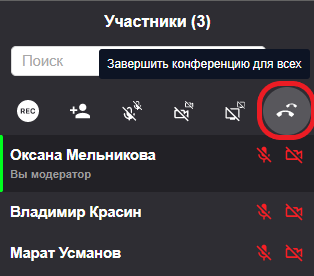 Участники (3)
Поиск
Завершить конференцию для всех
REC
Оксана Мельникова
Вы модератор
Владимир Красин
Марат Усманов